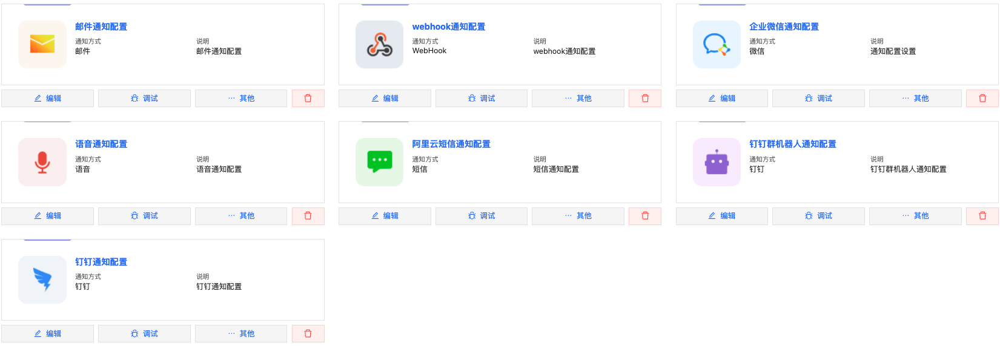 邮件通知配置
通知方式
说明
邮件
邮件通知配置
编辑
调试
··· 其他
webhook通知配置
通知方式
说明
WebHook
webhook通知配置
编辑
调试
··· 其他
企业微信通知配置
通知方式
说明
微信
通知配置设置
编辑
调试
··· 其他
语音通知配置
通知方式
说明
语音
语音通知配置
编辑
调试
··· 其他
阿里云短信通知配置
通知方式
说明
短信
短信通知配置
编辑
调试
··· 其他
钉钉群机器人通知配置
通知方式
说明
钉钉
钉钉群机器人通知配置
编辑
调试
··· 其他
钉钉通知配置
通知方式
说明
钉钉
钉钉通知配置
编辑
调试
··· 其他